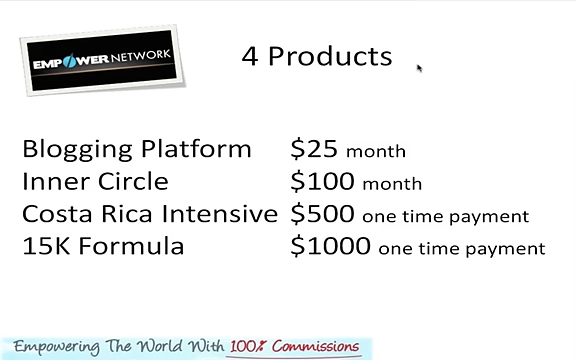 EMPOWER NETWORK
4 Products
Blogging Platform $25 month
Inner Circle $100 month
Costa Rica Intensive $500 one time payment
15K Formula $1000 one time payment
Empowering The World With 100% Commissions